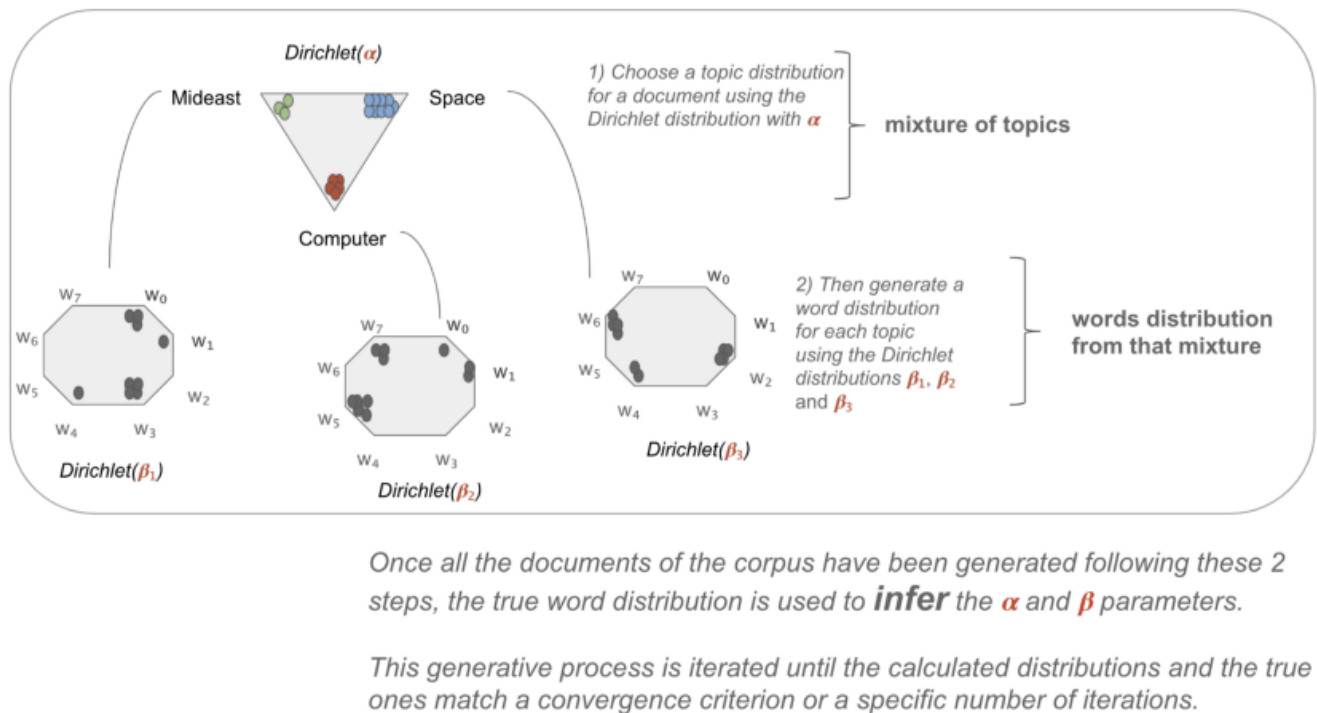 Dirichlet(α)
Mideast
Space
Computer
1) Choose a topic distribution
for a document using the
Dirichlet distribution with α
mixture of topics
w₇
w₀
w₆
w₁
w₅
w₂
w₄
w₃
Dirichlet(β₁)
w₇
w₀
w₆
w₁
w₅
w₂
w₄
w₃
Dirichlet(β₂)
w₇
w₀
w₆
w₁
w₅
w₂
w₄
w₃
Dirichlet(β₃)
2) Then generate a
word distribution
for each topic
using the Dirichlet
distributions β₁, β₂
and β₃
words distribution
from that mixture
Once all the documents of the corpus have been generated following these 2
steps, the true word distribution is used to infer the α and β parameters.
This generative process is iterated until the calculated distributions and the true
ones match a convergence criterion or a specific number of iterations.